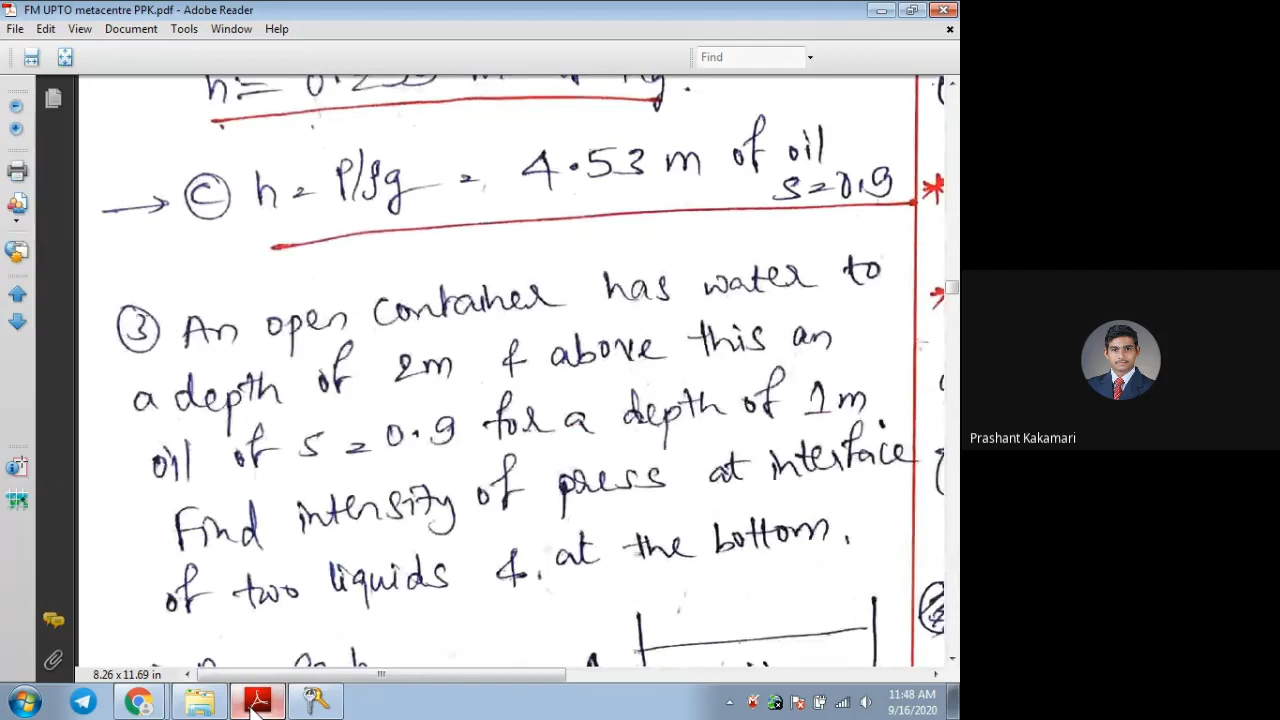 FM UPTO metacentre PPK.pdf - Adobe Reader
File Edit View Document Tools Window Help
Find
h = 0.255 m
→ (C) h = P/ρg = 4.53 m of oil
S = 0.9
③ An open container has water to
a depth of 2m & above this an
oil of S = 0.9 for a depth of 1m
Find intensity of press at interface
of two liquids &. at the bottom.
8.26 x 11.69 in
Prashant Kakamari
11:48 AM
9/16/2020